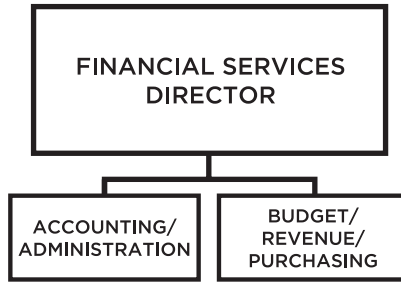 FINANCIAL SERVICES
DIRECTOR
ACCOUNTING/
ADMINISTRATION
BUDGET/
REVENUE/
PURCHASING